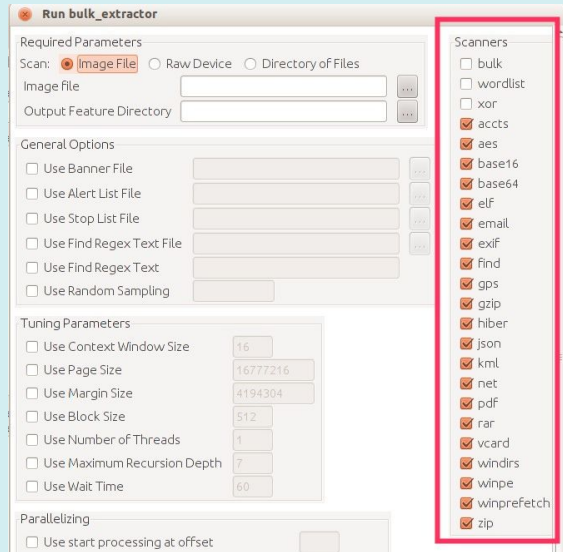 Run bulk_extractor
Required Parameters
Scan: Image File Raw Device Directory of Files
Image file ...
Output Feature Directory ...
General Options
Use Banner File ...
Use Alert List File ...
Use Stop List File ...
Use Find Regex Text File ...
Use Find Regex Text
Use Random Sampling
Tuning Parameters
Use Context Window Size 16
Use Page Size 16777216
Use Margin Size 4194304
Use Block Size 512
Use Number of Threads 1
Use Maximum Recursion Depth 7
Use Wait Time 60
Parallelizing
Use start processing at offset
Scanners
bulk
wordlist
xor
accts
aes
base16
base64
elf
email
exif
find
gps
gzip
hiber
json
kml
net
pdf
rar
vcard
windirs
winpe
winprefetch
zip